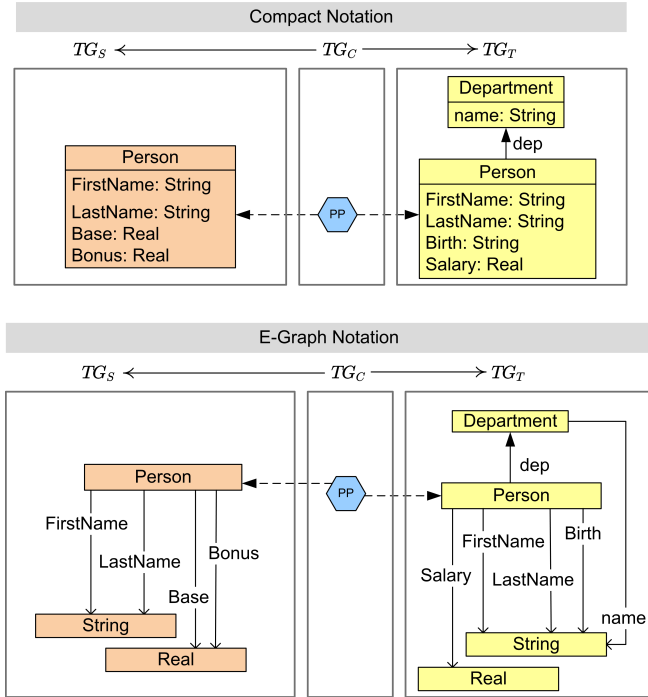 Compact Notation
TG_S TG_C TG_T
Department
name: String
dep
Person
FirstName: String
LastName: String
Base: Real
Bonus: Real
PP
Person
FirstName: String
LastName: String
Birth: String
Salary: Real
E-Graph Notation
TG_S TG_C TG_T
Person
FirstName
LastName
Base
Bonus
String
Real
PP
Department
dep
Person
FirstName
Birth
Salary
LastName
name
String
Real